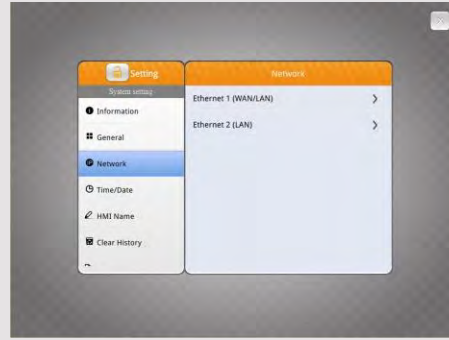 Setting
System setting
Information
General
Network
Time/Date
HMI Name
Clear History
Network
Ethernet 1 (WAN/LAN)
Ethernet 2 (LAN)